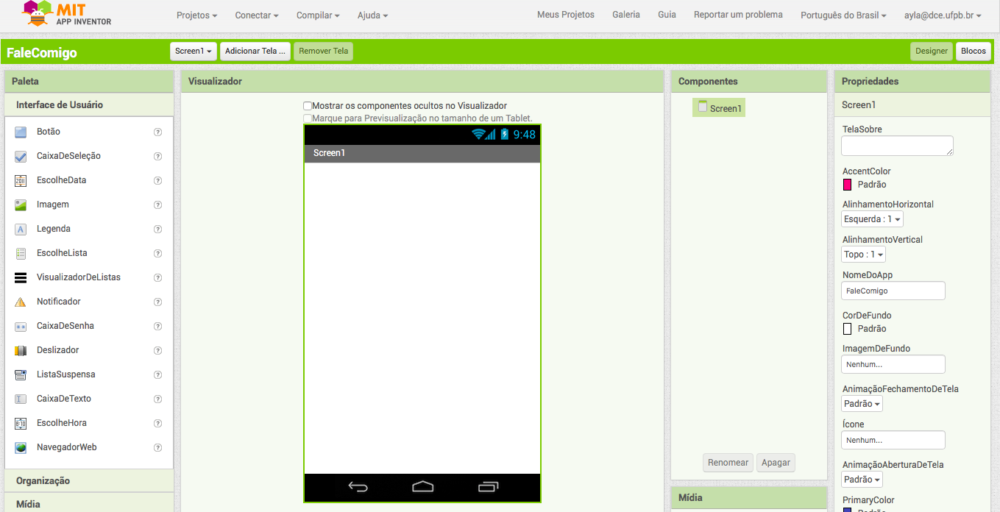 MIT
APP INVENTOR
Projetos Conectar Compilar Ajuda Meus Projetos Galeria Guia Reportar um problema Português do Brasil ayla@dce.ufpb.br
FaleComigo Screen1 Adicionar Tela ... Remover Tela Designer Blocos
Paleta
Interface de Usuário
Botão ?
CaixaDeSeleção ?
EscolheData ?
Imagem ?
Legenda ?
EscolheLista ?
VisualizadorDeListas ?
Notificador ?
CaixaDeSenha ?
Deslizador ?
ListaSuspensa ?
CaixaDeTexto ?
EscolheHora ?
NavegadorWeb ?
Organização
Mídia
Visualizador
Mostrar os componentes ocultos no Visualizador
Marque para Previsualização no tamanho de um Tablet.
9:48
Screen1
Componentes
Screen1
Renomear Apagar
Mídia
Propriedades
Screen1
TelaSobre
AccentColor
Padrão
AlinhamentoHorizontal
Esquerda : 1
AlinhamentoVertical
Topo : 1
NomeDoApp
FaleComigo
CorDeFundo
Padrão
ImagemDeFundo
Nenhum...
AnimaçãoFechamentoDeTela
Padrão
Ícone
Nenhum...
AnimaçãoAberturaDeTela
Padrão
PrimaryColor
Padrão